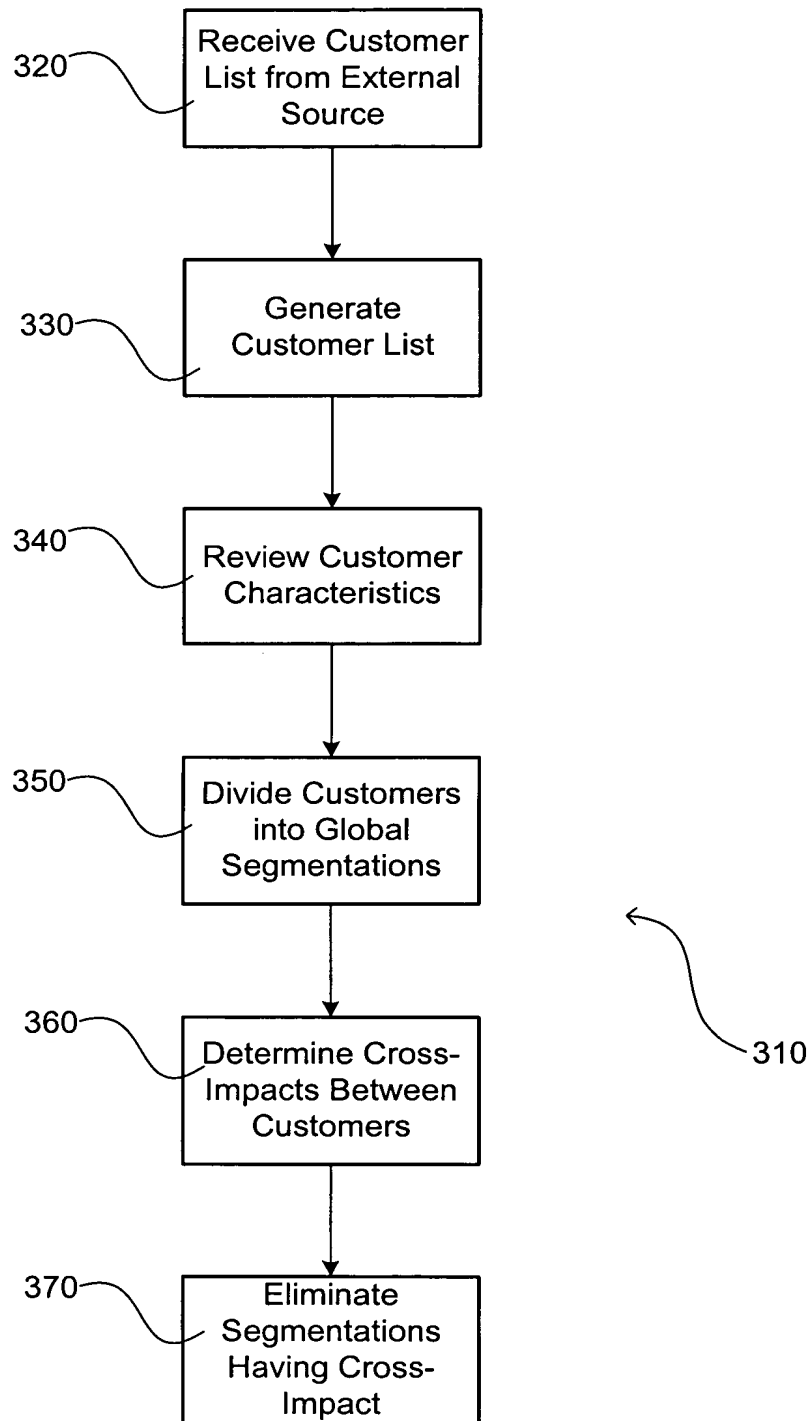 320
Receive Customer
List from External
Source
330
Generate
Customer List
340
Review Customer
Characteristics
350
Divide Customers
into Global
Segmentations
360
Determine Cross-
Impacts Between
Customers
310
370
Eliminate
Segmentations
Having Cross-
Impact